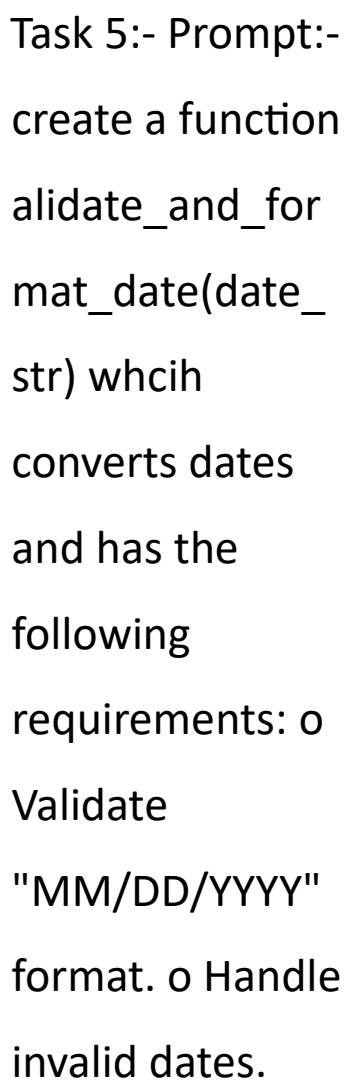 Task 5:- Prompt:-
create a function
alidate_and_for
mat_date(date_
str) whcih
converts dates
and has the
following
requirements: o
Validate
"MM/DD/YYYY"
format. o Handle
invalid dates.